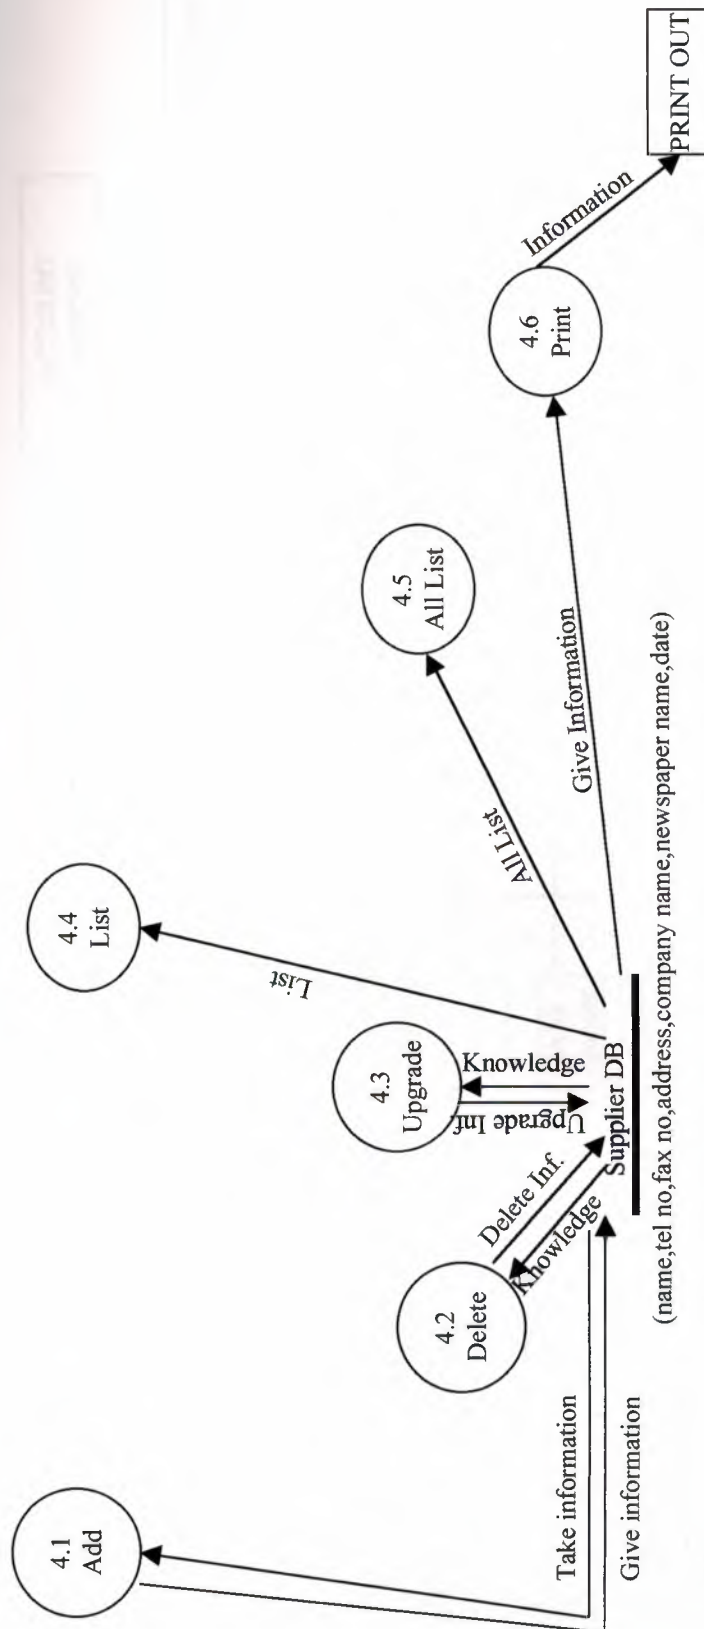 4.1
Add
4.2
Delete
4.3
Upgrade
4.4
List
4.5
All List
4.6
Print
Take information
Give information
Delete Inf.
Knowledge
Upgrade Inf.
Knowledge
List
All List
Give Information
Information
PRINT OUT
Supplier DB
(name,tel no,fax no,address,company name,newspaper name,date)